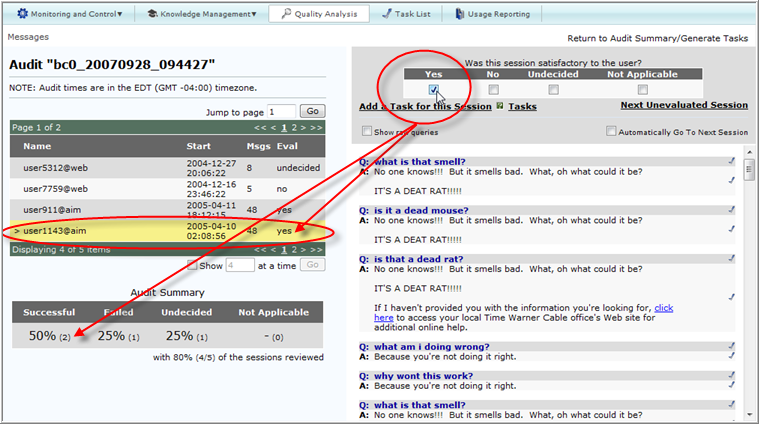 Monitoring and Control▼ Knowledge Management▼ Quality Analysis Task List Usage Reporting
Messages
Return to Audit Summary/Generate Tasks
Audit "bc0_20070928_094427"
NOTE: Audit times are in the EDT (GMT -04:00) timezone.
Jump to page 1 Go
Page 1 of 2 << < 1 2 > >>
Name Start Msgs Eval
user5312@web 2004-12-27 20:06:22 8 undecided
user7759@web 2004-12-16 23:46:22 5 no
user911@aim 2005-04-11 18:12:15 48 yes
> user1143@aim 2005-04-10 02:08:56 48 yes
Displaying 4 of 5 items << < 1 2 > >>
Show 4 at a time Go
Audit Summary
Successful Failed Undecided Not Applicable
50% (2) 25% (1) 25% (1) - (0)
with 80% (4/5) of the sessions reviewed
Was this session satisfactory to the user?
Yes No Undecided Not Applicable
Add a Task for this Session Tasks Next Unevaluated Session
Show raw queries Automatically Go To Next Session
Q: what is that smell?
A: No one knows!!! But it smells bad. What, oh what could it be?
IT'S A DEAT RAT!!!!!
Q: is it a dead mouse?
A: No one knows!!! But it smells bad. What, oh what could it be?
IT'S A DEAT RAT!!!!!
Q: is that a dead rat?
A: No one knows!!! But it smells bad. What, oh what could it be?
IT'S A DEAT RAT!!!!!
If I haven't provided you with the information you're looking for, click
here to access your local Time Warner Cable office's Web site for
additional online help.
Q: what am i doing wrong?
A: Because you're not doing it right.
Q: why wont this work?
A: Because you're not doing it right.
Q: what is that smell?
A: No one knows!!! But it smells bad. What, oh what could it be?